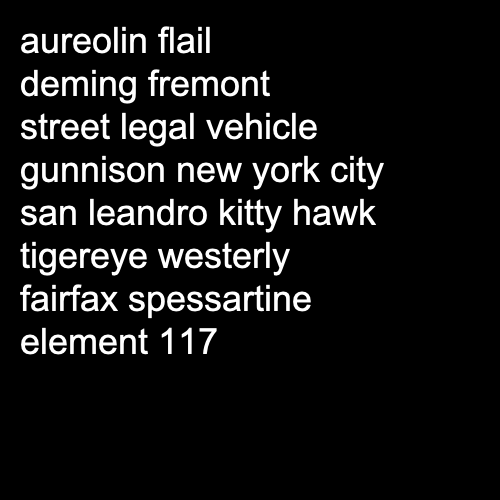 aureolin flail
deming fremont
street legal vehicle
gunnison new york city
san leandro kitty hawk
tigereye westerly
fairfax spessartine
element 117